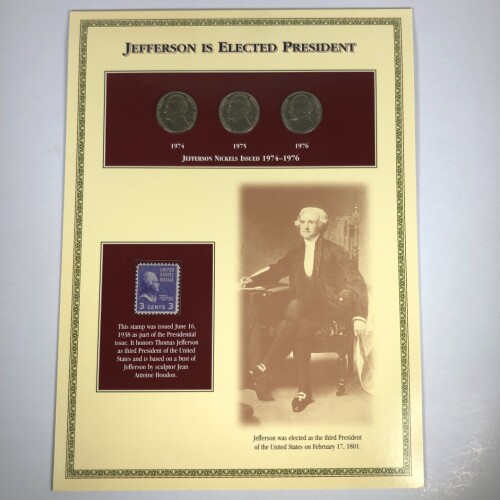 JEFFERSON IS ELECTED PRESIDENT
1974 1975 1976
JEFFERSON NICKELS ISSUED 1974–1976
UNITED
STATES
POSTAGE
3 CENTS 3
This stamp was issued June 16,
1938 as part of the Presidential
issue. It honors Thomas Jefferson
as third President of the United
States and is based on a bust of
Jefferson by sculptor Jean
Antoine Houdon.
Jefferson was elected as the third President
of the United States on February 17, 1801.